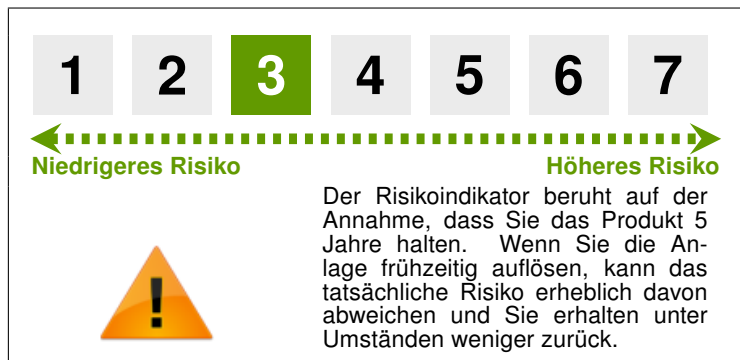 1 2 3 4 5 6 7
Niedrigeres Risiko Höheres Risiko
Der Risikoindikator beruht auf der
Annahme, dass Sie das Produkt 5
Jahre halten. Wenn Sie die An-
lage frühzeitig auflösen, kann das
tatsächliche Risiko erheblich davon
abweichen und Sie erhalten unter
Umständen weniger zurück.
!